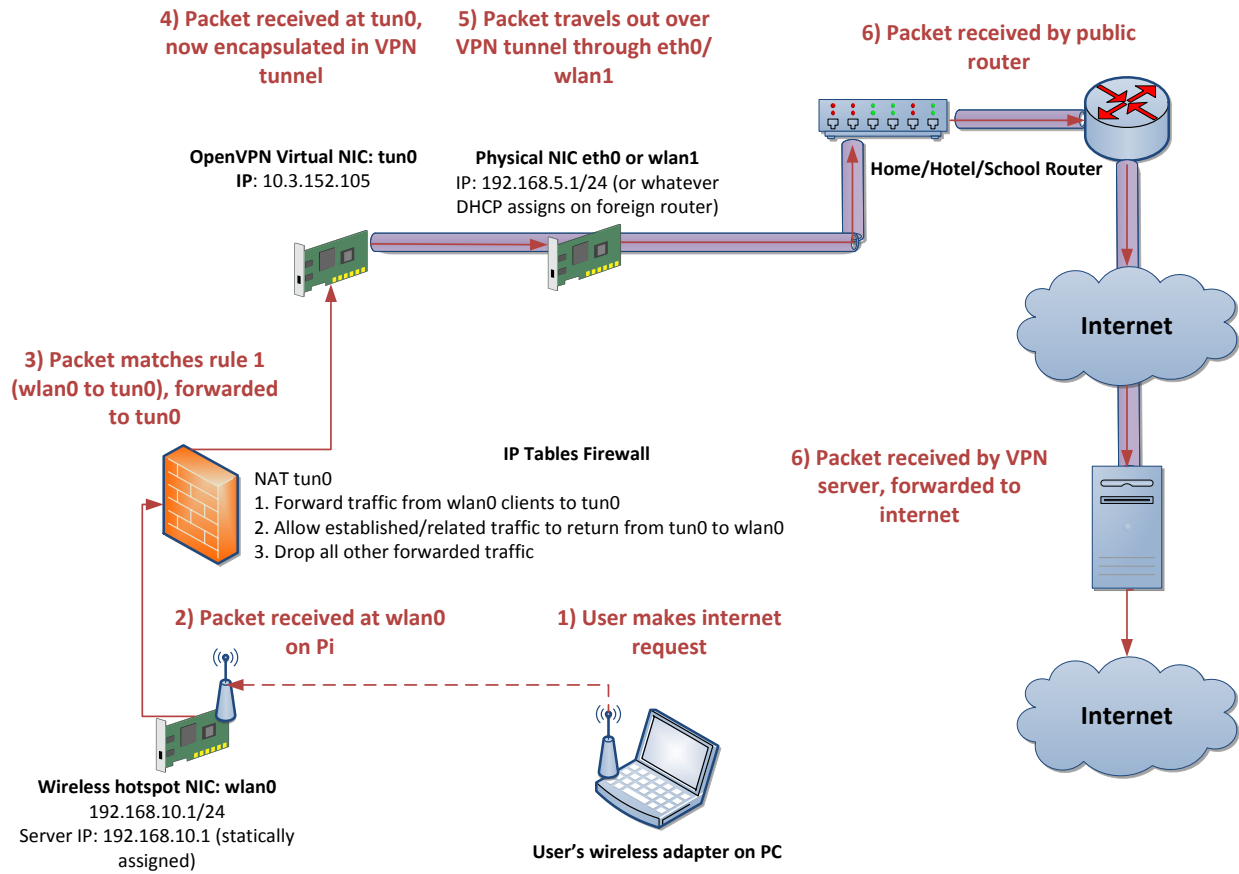 4) Packet received at tun0,
now encapsulated in VPN
tunnel
5) Packet travels out over
VPN tunnel through eth0/
wlan1
6) Packet received by public
router
OpenVPN Virtual NIC: tun0
IP: 10.3.152.105
Physical NIC eth0 or wlan1
IP: 192.168.5.1/24 (or whatever
DHCP assigns on foreign router)
Home/Hotel/School Router
Internet
3) Packet matches rule 1
(wlan0 to tun0), forwarded
to tun0
IP Tables Firewall
NAT tun0
1. Forward traffic from wlan0 clients to tun0
2. Allow established/related traffic to return from tun0 to wlan0
3. Drop all other forwarded traffic
6) Packet received by VPN
server, forwarded to
internet
2) Packet received at wlan0
on Pi
1) User makes internet
request
Internet
Wireless hotspot NIC: wlan0
192.168.10.1/24
Server IP: 192.168.10.1 (statically
assigned)
User's wireless adapter on PC